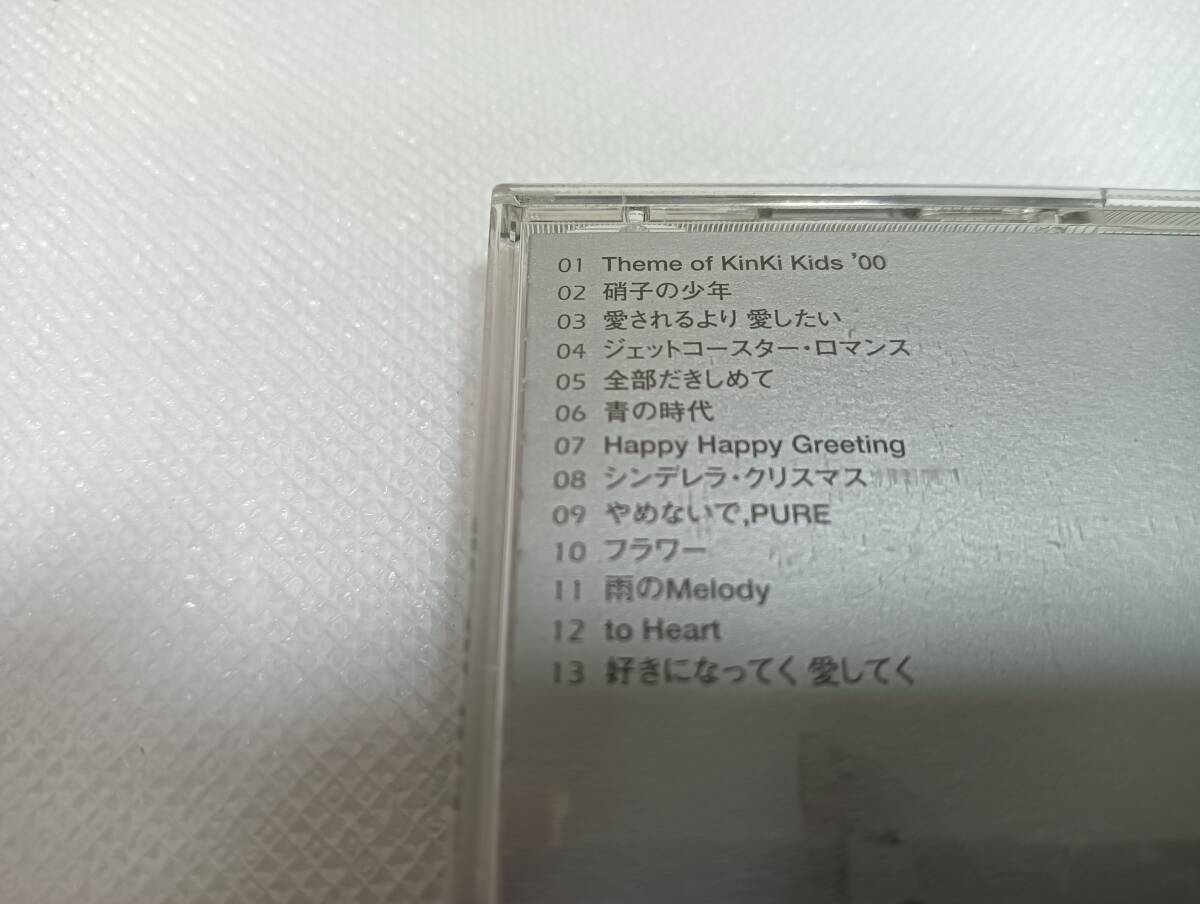 01 Theme of KinKi Kids ’00
02 硝子の少年
03 愛されるより 愛したい
04 ジェットコースター・ロマンス
05 全部だきしめて
06 青の時代
07 Happy Happy Greeting
08 シンデレラ・クリスマス
09 やめないで,PURE
10 フラワー
11 雨のMelody
12 to Heart
13 好きになってく 愛してく